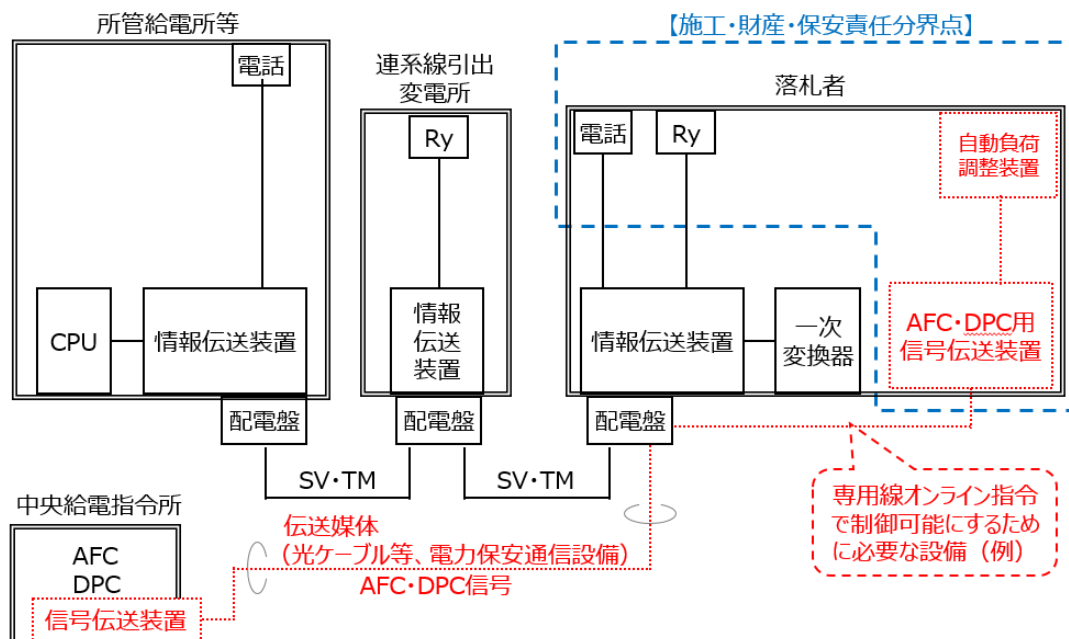 所管給電所等
電話
CPU
情報伝送装置
配電盤
連系線引出
変電所
Ry
情報
伝送
装置
配電盤
【施工・財産・保安責任分界点】
落札者
電話
Ry
自動負荷
調整装置
情報伝送装置
一次
変換器
AFC・DPC用
信号伝送装置
配電盤
SV・TM
SV・TM
専用線オンライン指令
で制御可能にするため
に必要な設備（例）
中央給電指令所
AFC
DPC
信号伝送装置
伝送媒体
（光ケーブル等、電力保安通信設備）
AFC・DPC信号